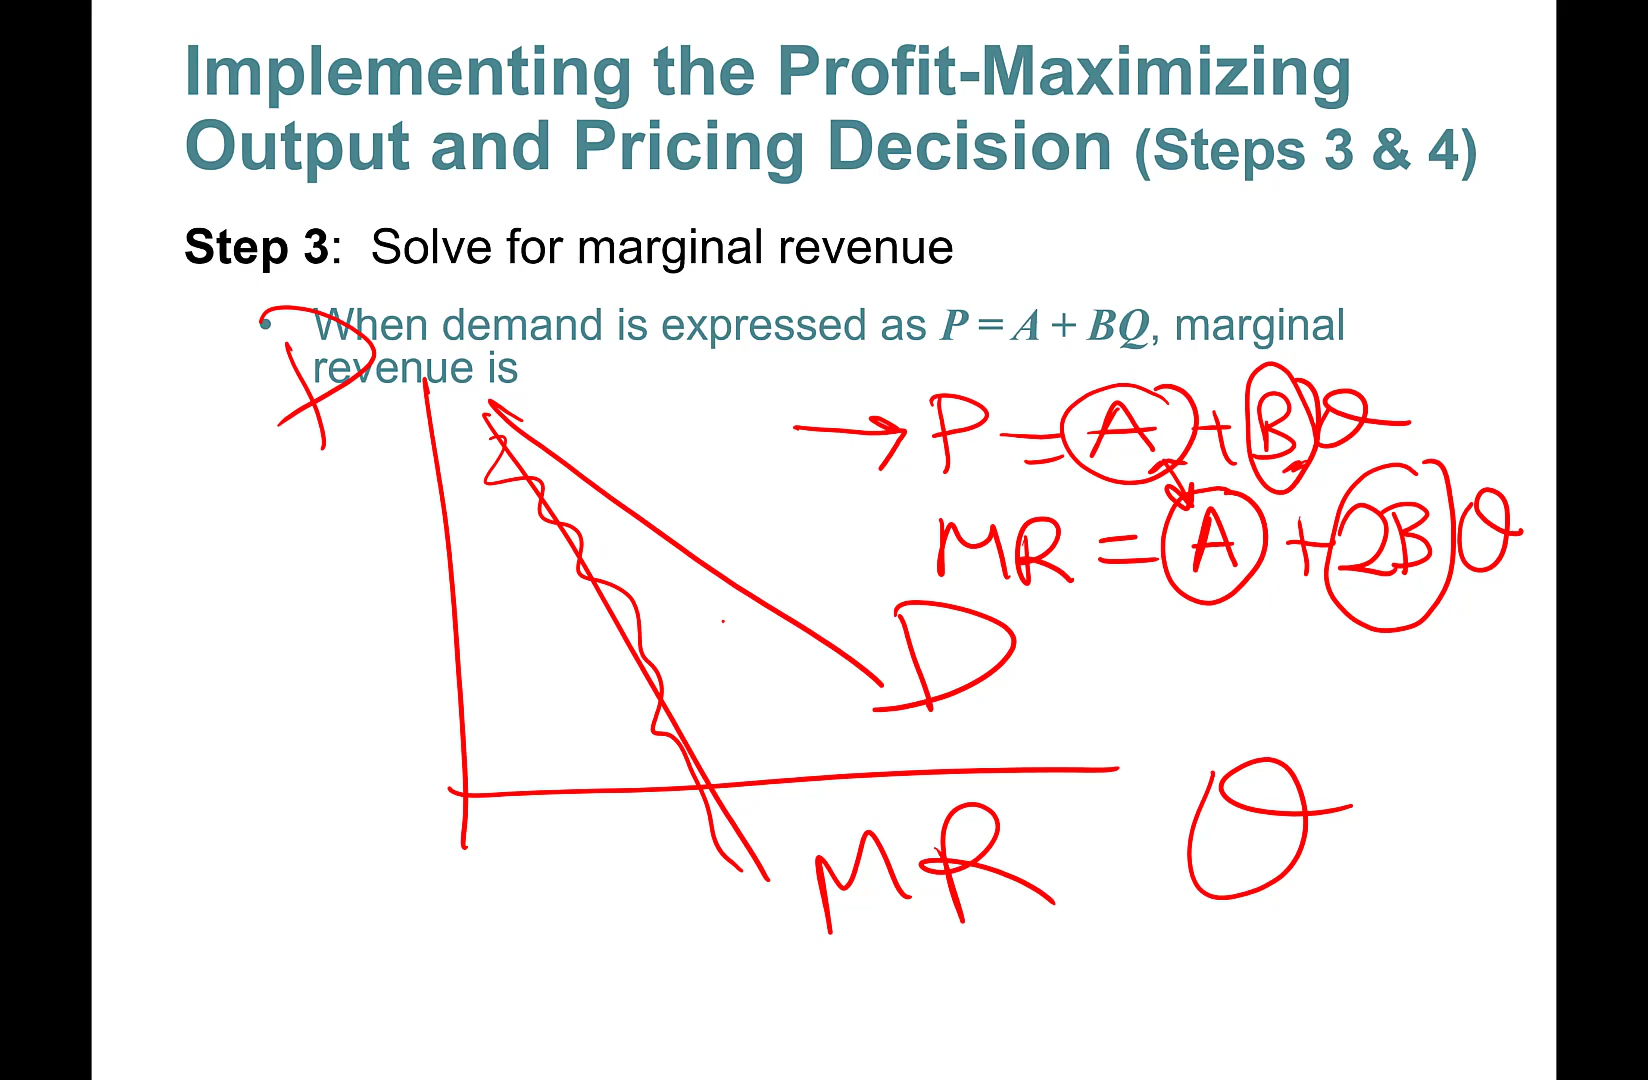 Implementing the Profit-Maximizing
Output and Pricing Decision (Steps 3 & 4)
Step 3: Solve for marginal revenue
• When demand is expressed as P = A + BQ, marginal
revenue is
P
→ P = A + BQ
MR = A + 2BQ
D
MR
Q